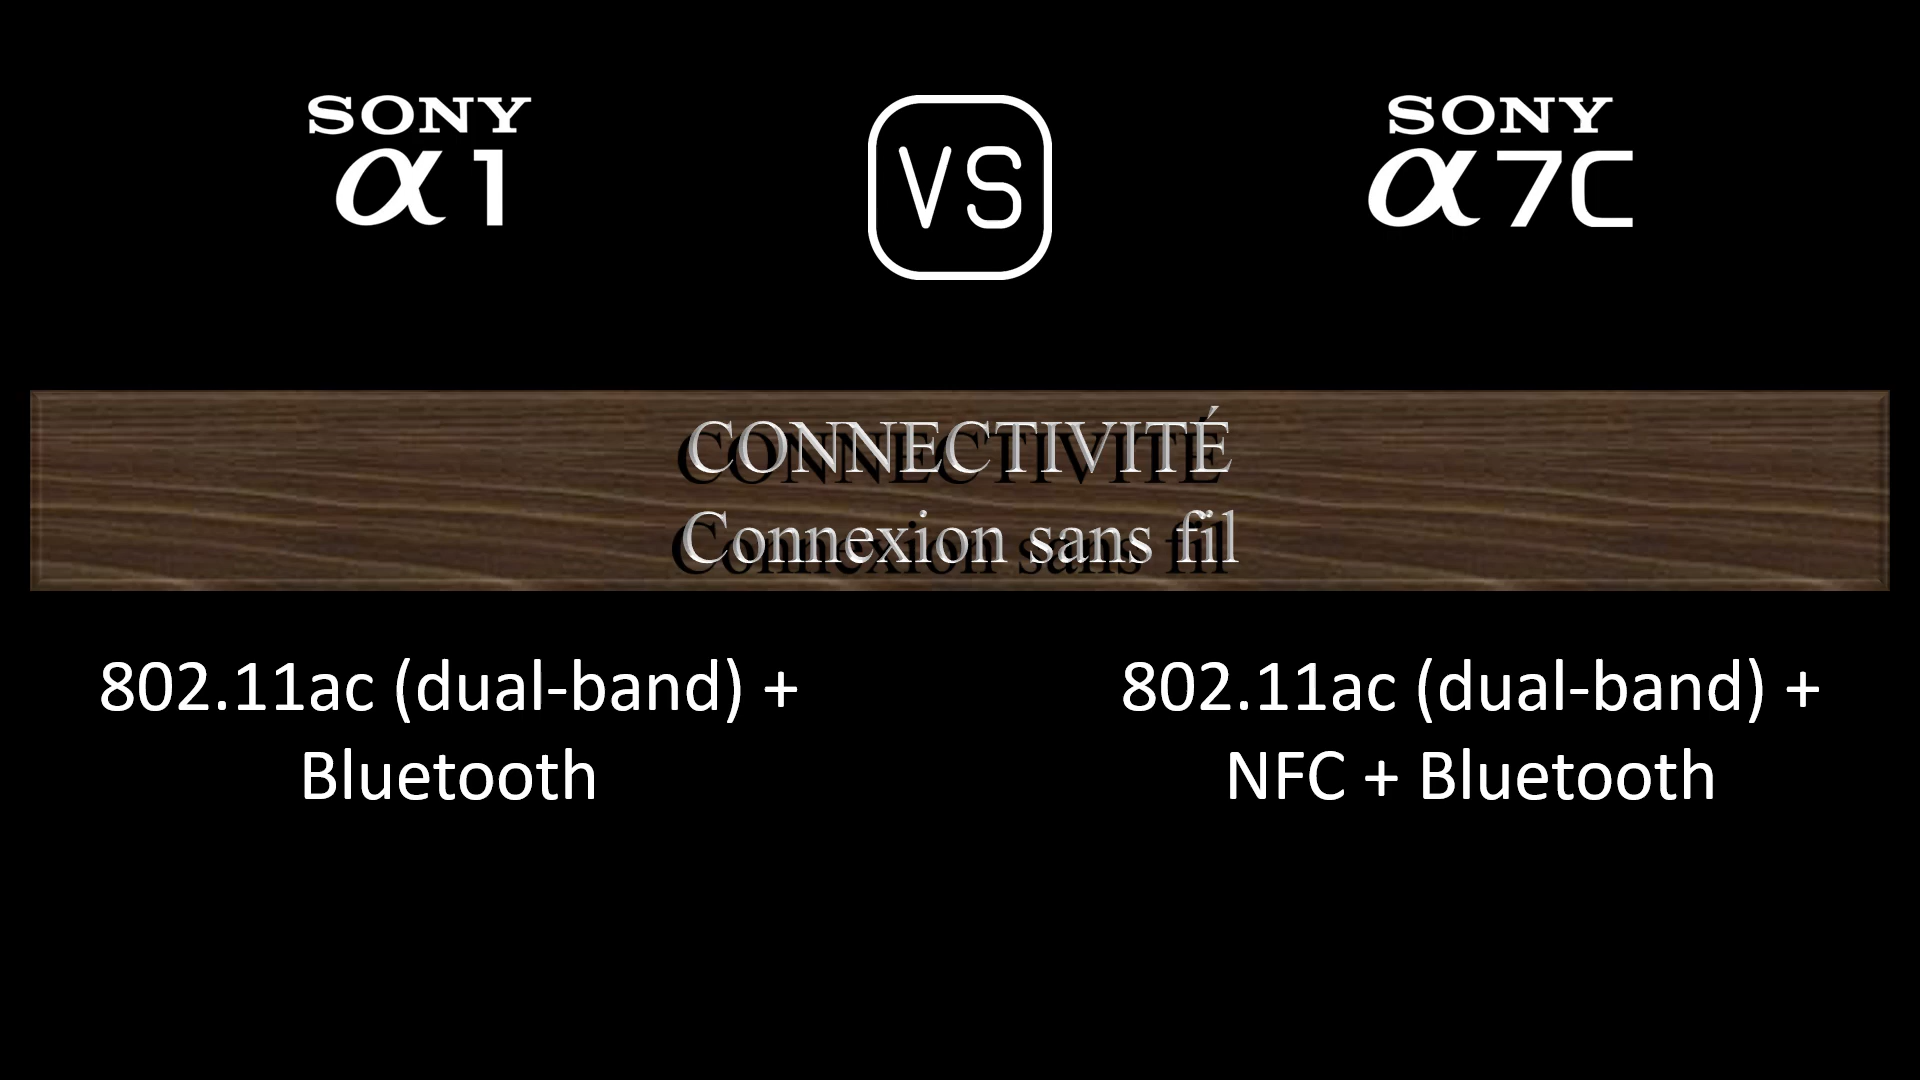 SONY
α1
VS
SONY
α7C
CONNECTIVITÉ
Connexion sans fil
802.11ac (dual-band) +
Bluetooth
802.11ac (dual-band) +
NFC + Bluetooth